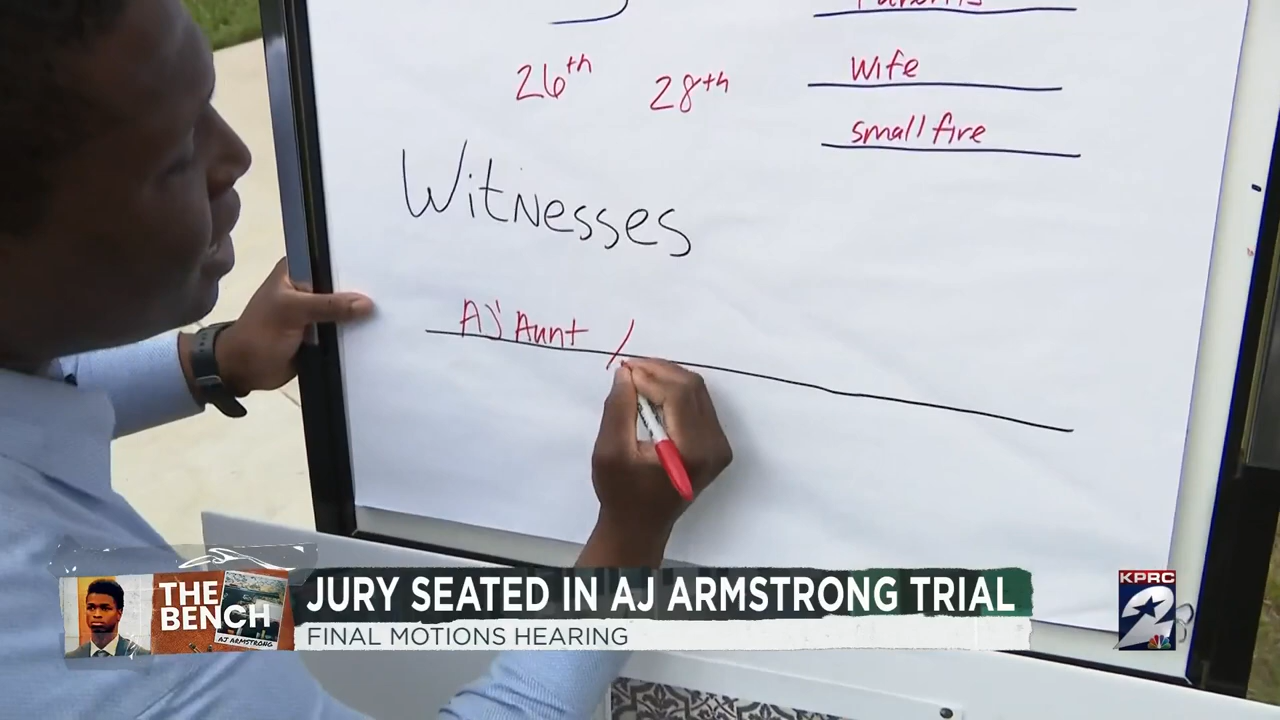 26th 28th
Wife
small fire
Witnesses
AJ' Aunt /
THE BENCH
AJ ARMSTRONG
JURY SEATED IN AJ ARMSTRONG TRIAL
FINAL MOTIONS HEARING
KPRC
2